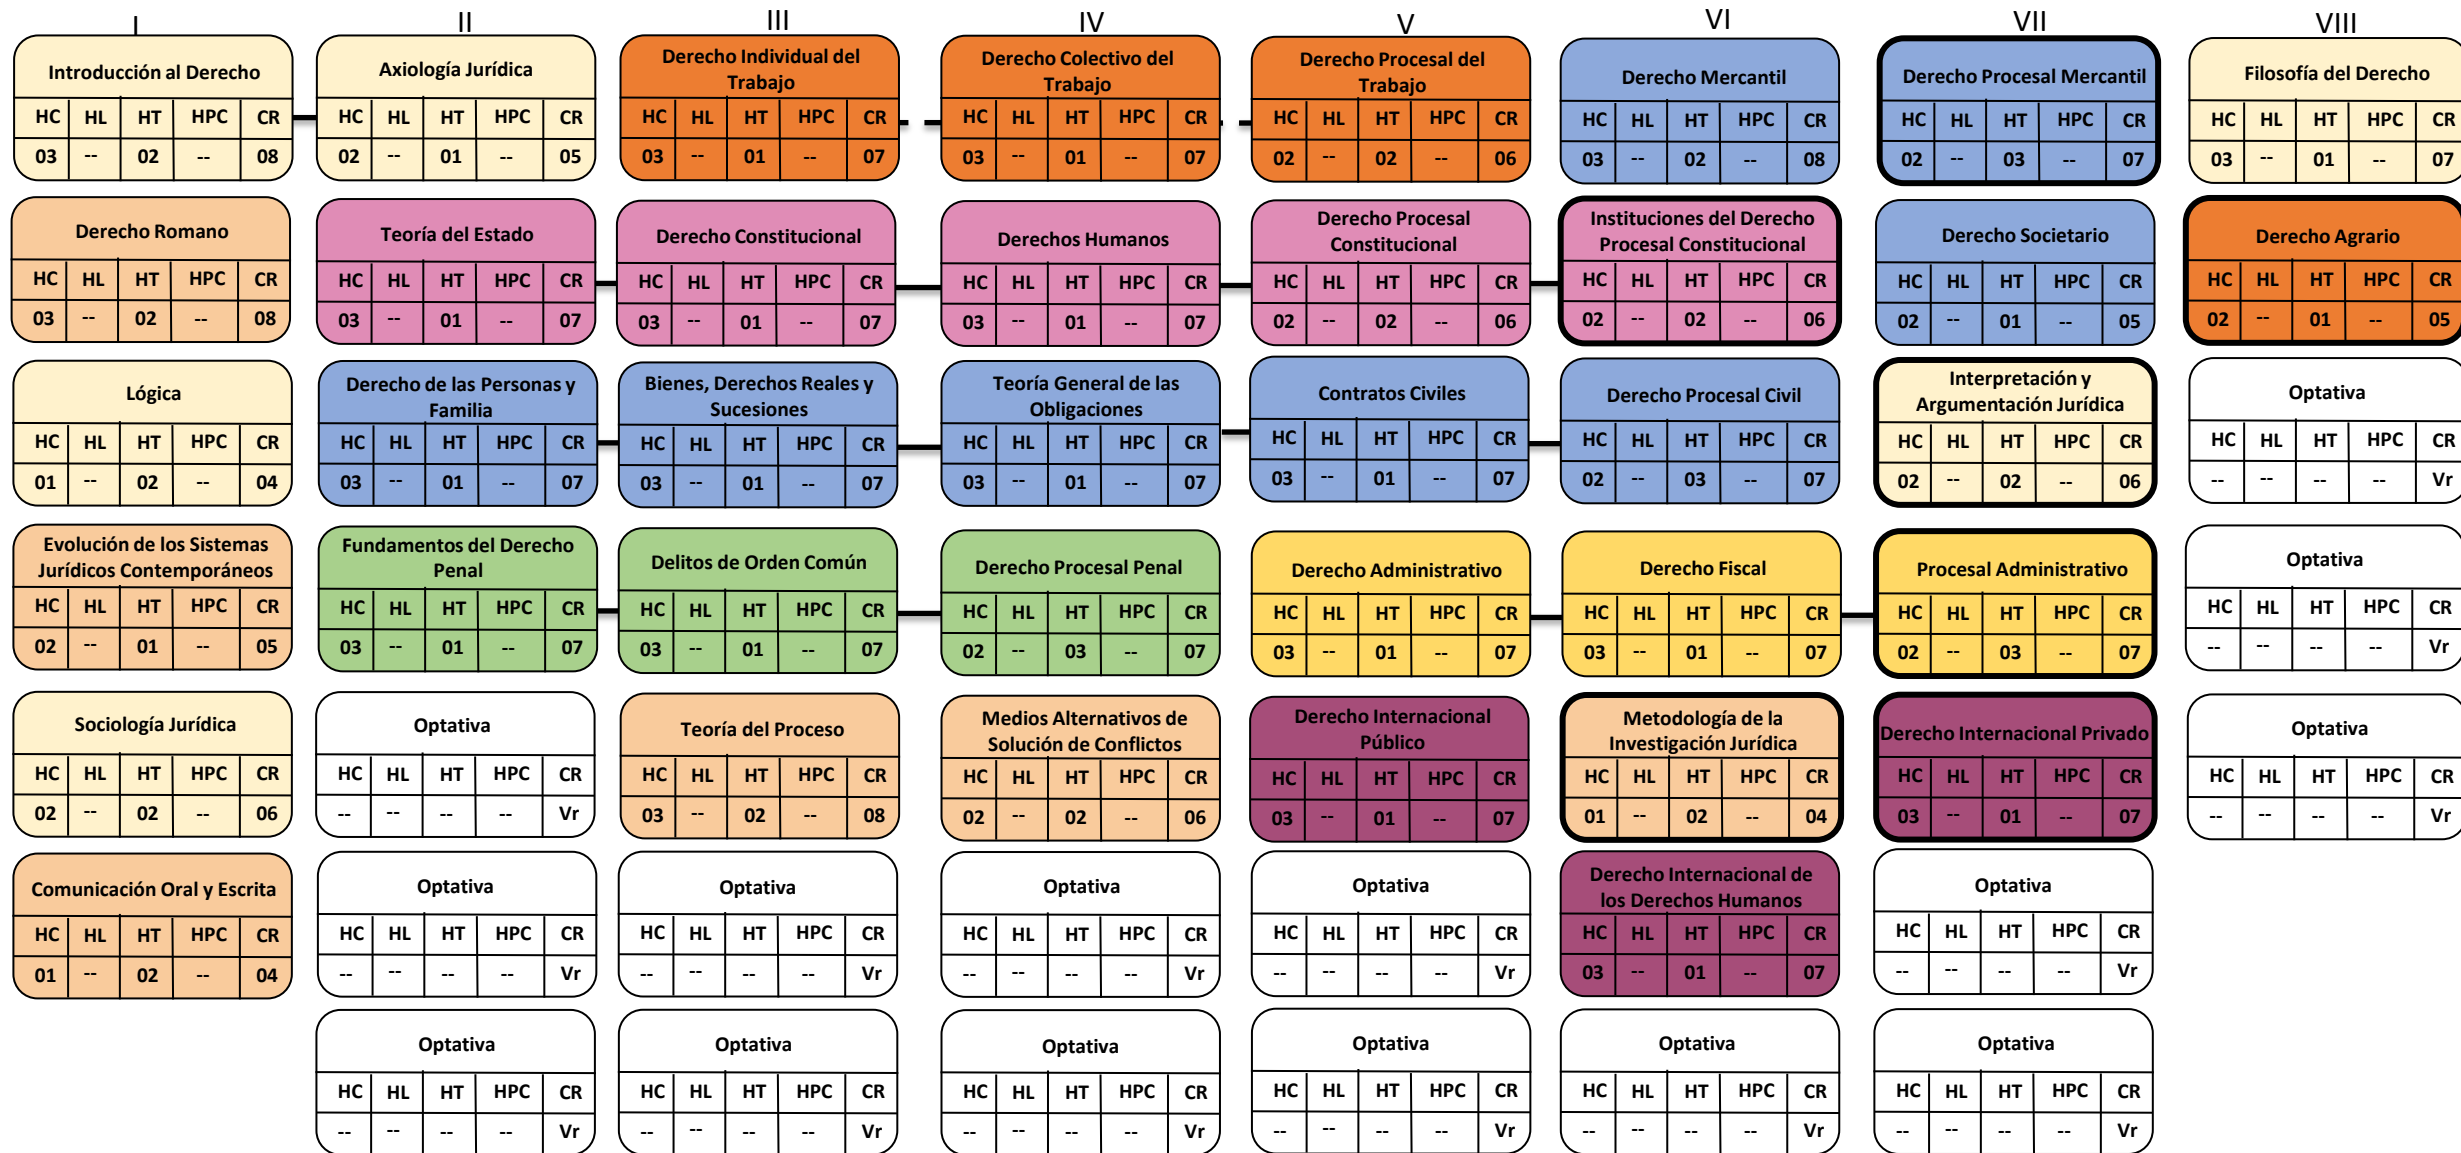 I
Introducción al Derecho
HC HL HT HPC CR
03 -- 02 -- 08
Derecho Romano
HC HL HT HPC CR
03 -- 02 -- 08
Lógica
HC HL HT HPC CR
01 -- 02 -- 04
Evolución de los Sistemas
Jurídicos Contemporáneos
HC HL HT HPC CR
02 -- 01 -- 05
Sociología Jurídica
HC HL HT HPC CR
02 -- 02 -- 06
Comunicación Oral y Escrita
HC HL HT HPC CR
01 -- 02 -- 04
II
Axiología Jurídica
HC HL HT HPC CR
02 -- 01 -- 05
Teoría del Estado
HC HL HT HPC CR
03 -- 01 -- 07
Derecho de las Personas y
Familia
HC HL HT HPC CR
03 -- 01 -- 07
Fundamentos del Derecho
Penal
HC HL HT HPC CR
03 -- 01 -- 07
Optativa
HC HL HT HPC CR
-- -- -- -- Vr
Optativa
HC HL HT HPC CR
-- -- -- -- Vr
Optativa
HC HL HT HPC CR
-- -- -- -- Vr
III
Derecho Individual del
Trabajo
HC HL HT HPC CR
03 -- 01 -- 07
Derecho Constitucional
HC HL HT HPC CR
03 -- 01 -- 07
Bienes, Derechos Reales y
Sucesiones
HC HL HT HPC CR
03 -- 01 -- 07
Delitos de Orden Común
HC HL HT HPC CR
03 -- 01 -- 07
Teoría del Proceso
HC HL HT HPC CR
03 -- 02 -- 08
Optativa
HC HL HT HPC CR
-- -- -- -- Vr
Optativa
HC HL HT HPC CR
-- -- -- -- Vr
IV
Derecho Colectivo del
Trabajo
HC HL HT HPC CR
03 -- 01 -- 07
Derechos Humanos
HC HL HT HPC CR
03 -- 01 -- 07
Teoría General de las
Obligaciones
HC HL HT HPC CR
03 -- 01 -- 07
Derecho Procesal Penal
HC HL HT HPC CR
02 -- 03 -- 07
Medios Alternativos de
Solución de Conflictos
HC HL HT HPC CR
02 -- 02 -- 06
Optativa
HC HL HT HPC CR
-- -- -- -- Vr
Optativa
HC HL HT HPC CR
-- -- -- -- Vr
V
Derecho Procesal del
Trabajo
HC HL HT HPC CR
02 -- 02 -- 06
Derecho Procesal
Constitucional
HC HL HT HPC CR
02 -- 02 -- 06
Contratos Civiles
HC HL HT HPC CR
03 -- 01 -- 07
Derecho Administrativo
HC HL HT HPC CR
03 -- 01 -- 07
Derecho Internacional
Público
HC HL HT HPC CR
03 -- 01 -- 07
Optativa
HC HL HT HPC CR
-- -- -- -- Vr
Optativa
HC HL HT HPC CR
-- -- -- -- Vr
VI
Derecho Mercantil
HC HL HT HPC CR
03 -- 02 -- 08
Instituciones del Derecho
Procesal Constitucional
HC HL HT HPC CR
02 -- 02 -- 06
Derecho Procesal Civil
HC HL HT HPC CR
02 -- 03 -- 07
Derecho Fiscal
HC HL HT HPC CR
03 -- 01 -- 07
Metodología de la
Investigación Jurídica
HC HL HT HPC CR
01 -- 02 -- 04
Derecho Internacional de
los Derechos Humanos
HC HL HT HPC CR
03 -- 01 -- 07
Optativa
HC HL HT HPC CR
-- -- -- -- Vr
VII
Derecho Procesal Mercantil
HC HL HT HPC CR
02 -- 03 -- 07
Derecho Societario
HC HL HT HPC CR
02 -- 01 -- 05
Interpretación y
Argumentación Jurídica
HC HL HT HPC CR
02 -- 02 -- 06
Procesal Administrativo
HC HL HT HPC CR
02 -- 03 -- 07
Derecho Internacional Privado
HC HL HT HPC CR
03 -- 01 -- 07
Optativa
HC HL HT HPC CR
-- -- -- -- Vr
Optativa
HC HL HT HPC CR
-- -- -- -- Vr
VIII
Filosofía del Derecho
HC HL HT HPC CR
03 -- 01 -- 07
Derecho Agrario
HC HL HT HPC CR
02 -- 01 -- 05
Optativa
HC HL HT HPC CR
-- -- -- -- Vr
Optativa
HC HL HT HPC CR
-- -- -- -- Vr
Optativa
HC HL HT HPC CR
-- -- -- -- Vr